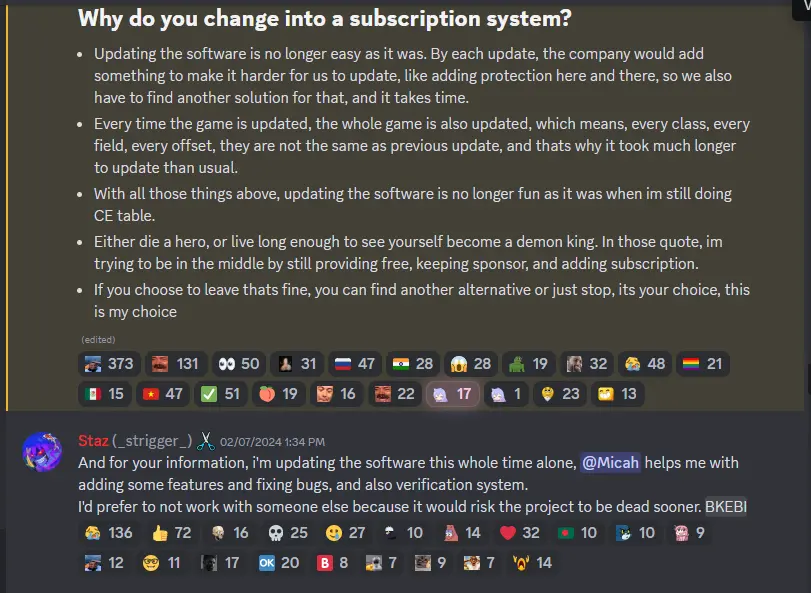 Why do you change into a subscription system?
• Updating the software is no longer easy as it was. By each update, the company would add
something to make it harder for us to update, like adding protection here and there, so we also
have to find another solution for that, and it takes time.
• Every time the game is updated, the whole game is also updated, which means, every class, every
field, every offset, they are not the same as previous update, and thats why it took much longer
to update than usual.
• With all those things above, updating the software is no longer fun as it was when im still doing
CE table.
• Either die a hero, or live long enough to see yourself become a demon king. In those quote, im
trying to be in the middle by still providing free, keeping sponsor, and adding subscription.
• If you choose to leave thats fine, you can find another alternative or just stop, its your choice, this
is my choice
(edited)
373 131 50 31 47 28 28 19 32 48 21
15 47 51 19 16 22 17 1 23 13
Staz (_strigger_) 02/07/2024 1:34 PM
And for your information, i'm updating the software this whole time alone, @Micah helps me with
adding some features and fixing bugs, and also verification system.
I'd prefer to not work with someone else because it would risk the project to be dead sooner. BKEBI
136 72 16 25 27 10 14 32 10 10 9
12 11 17 OK 20 B 8 7 9 7 14